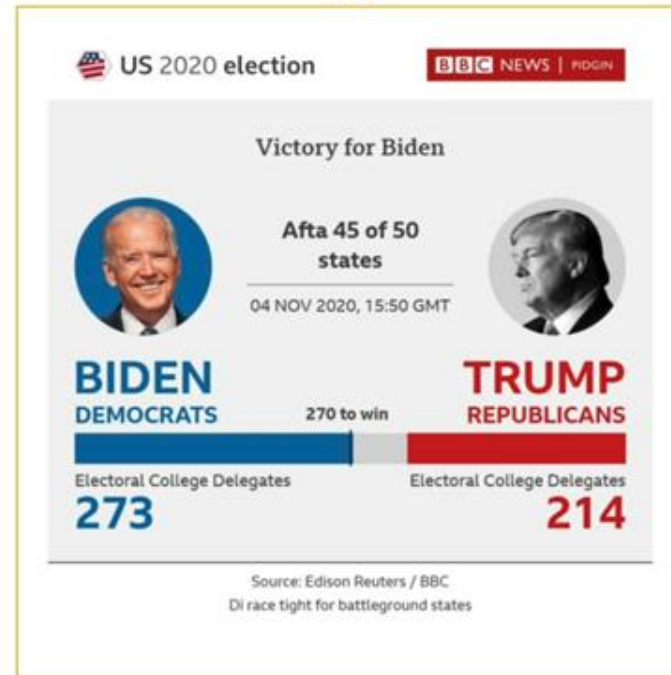 US 2020 election
BBC NEWS | PIDGIN
Victory for Biden
Afta 45 of 50
states
04 NOV 2020, 15:50 GMT
BIDEN
DEMOCRATS
270 to win
TRUMP
REPUBLICANS
Electoral College Delegates
273
Electoral College Delegates
214
Source: Edison Reuters / BBC
Di race tight for battleground states